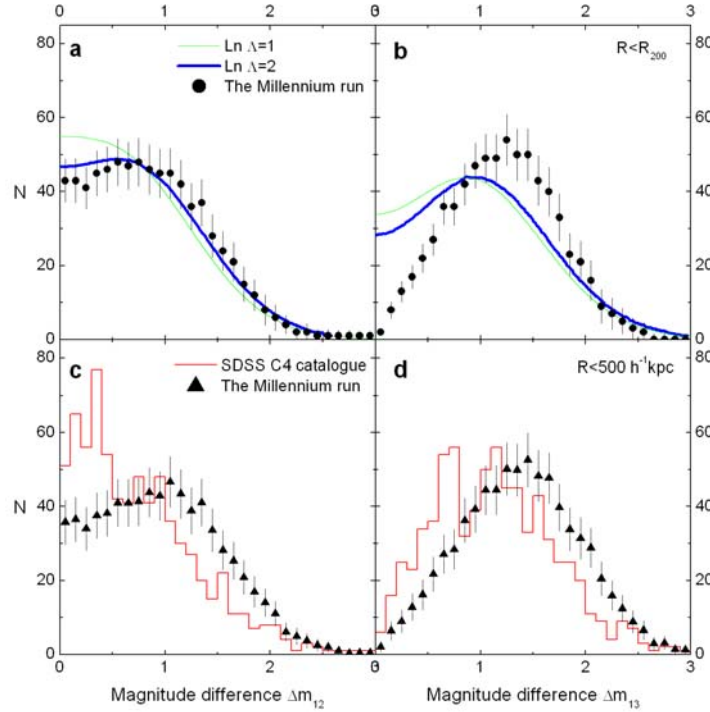 0 1 2 3 0 1 2 3
80 80
60 60
40 40
20 20
0 0
N
a
Ln Λ=1
Ln Λ=2
The Millennium run
b
R<R200
80 80
60 60
40 40
20 20
0 0
N
c
SDSS C4 catalogue
The Millennium run
d
R<500 h⁻¹kpc
0 1 2 0 1 2 3
Magnitude difference Δm12 Magnitude difference Δm13